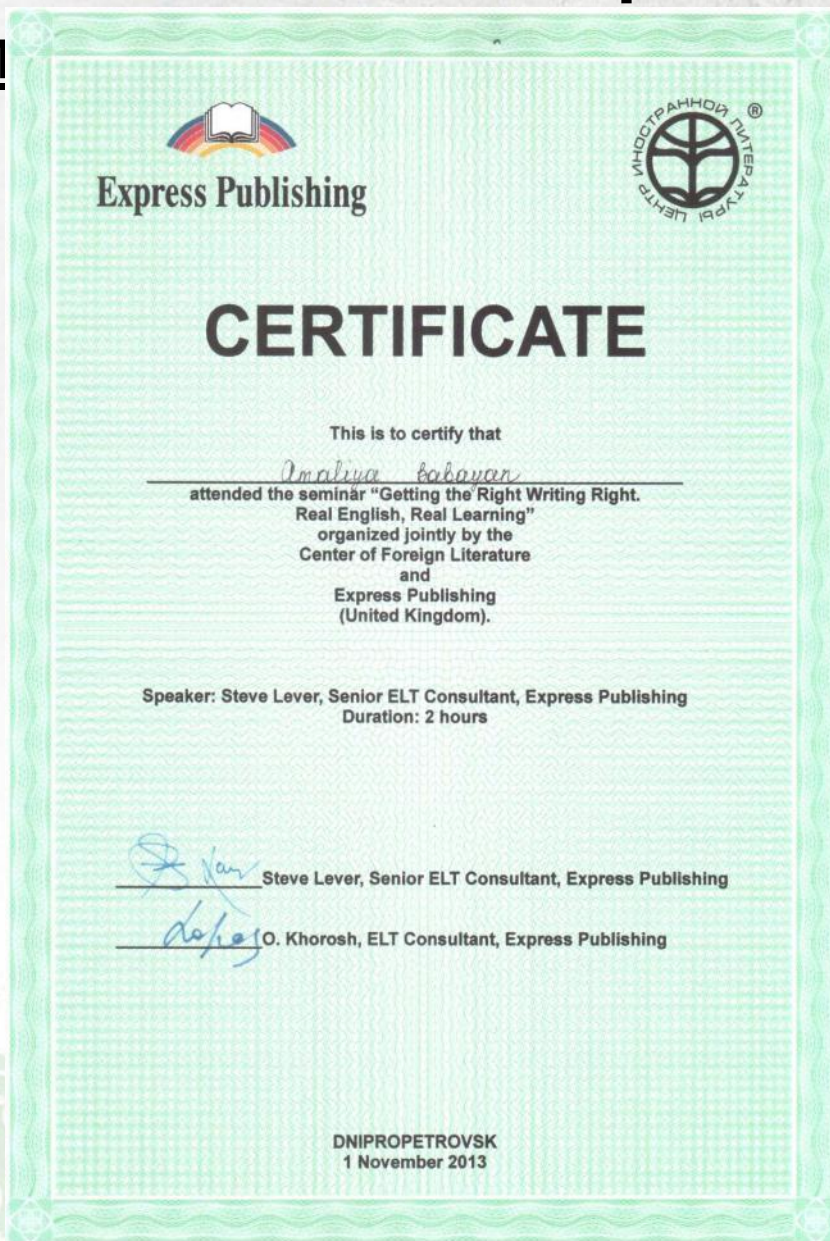 Express Publishing
ЦЕНТР ИНОСТРАННОЙ ЛИТЕРАТУРЫ ®
CERTIFICATE
This is to certify that
Amaliya Babayan
attended the seminar “Getting the Right Writing Right.
Real English, Real Learning”
organized jointly by the
Center of Foreign Literature
and
Express Publishing
(United Kingdom).
Speaker: Steve Lever, Senior ELT Consultant, Express Publishing
Duration: 2 hours
Steve Lever, Senior ELT Consultant, Express Publishing
O. Khorosh, ELT Consultant, Express Publishing
DNIPROPETROVSK
1 November 2013